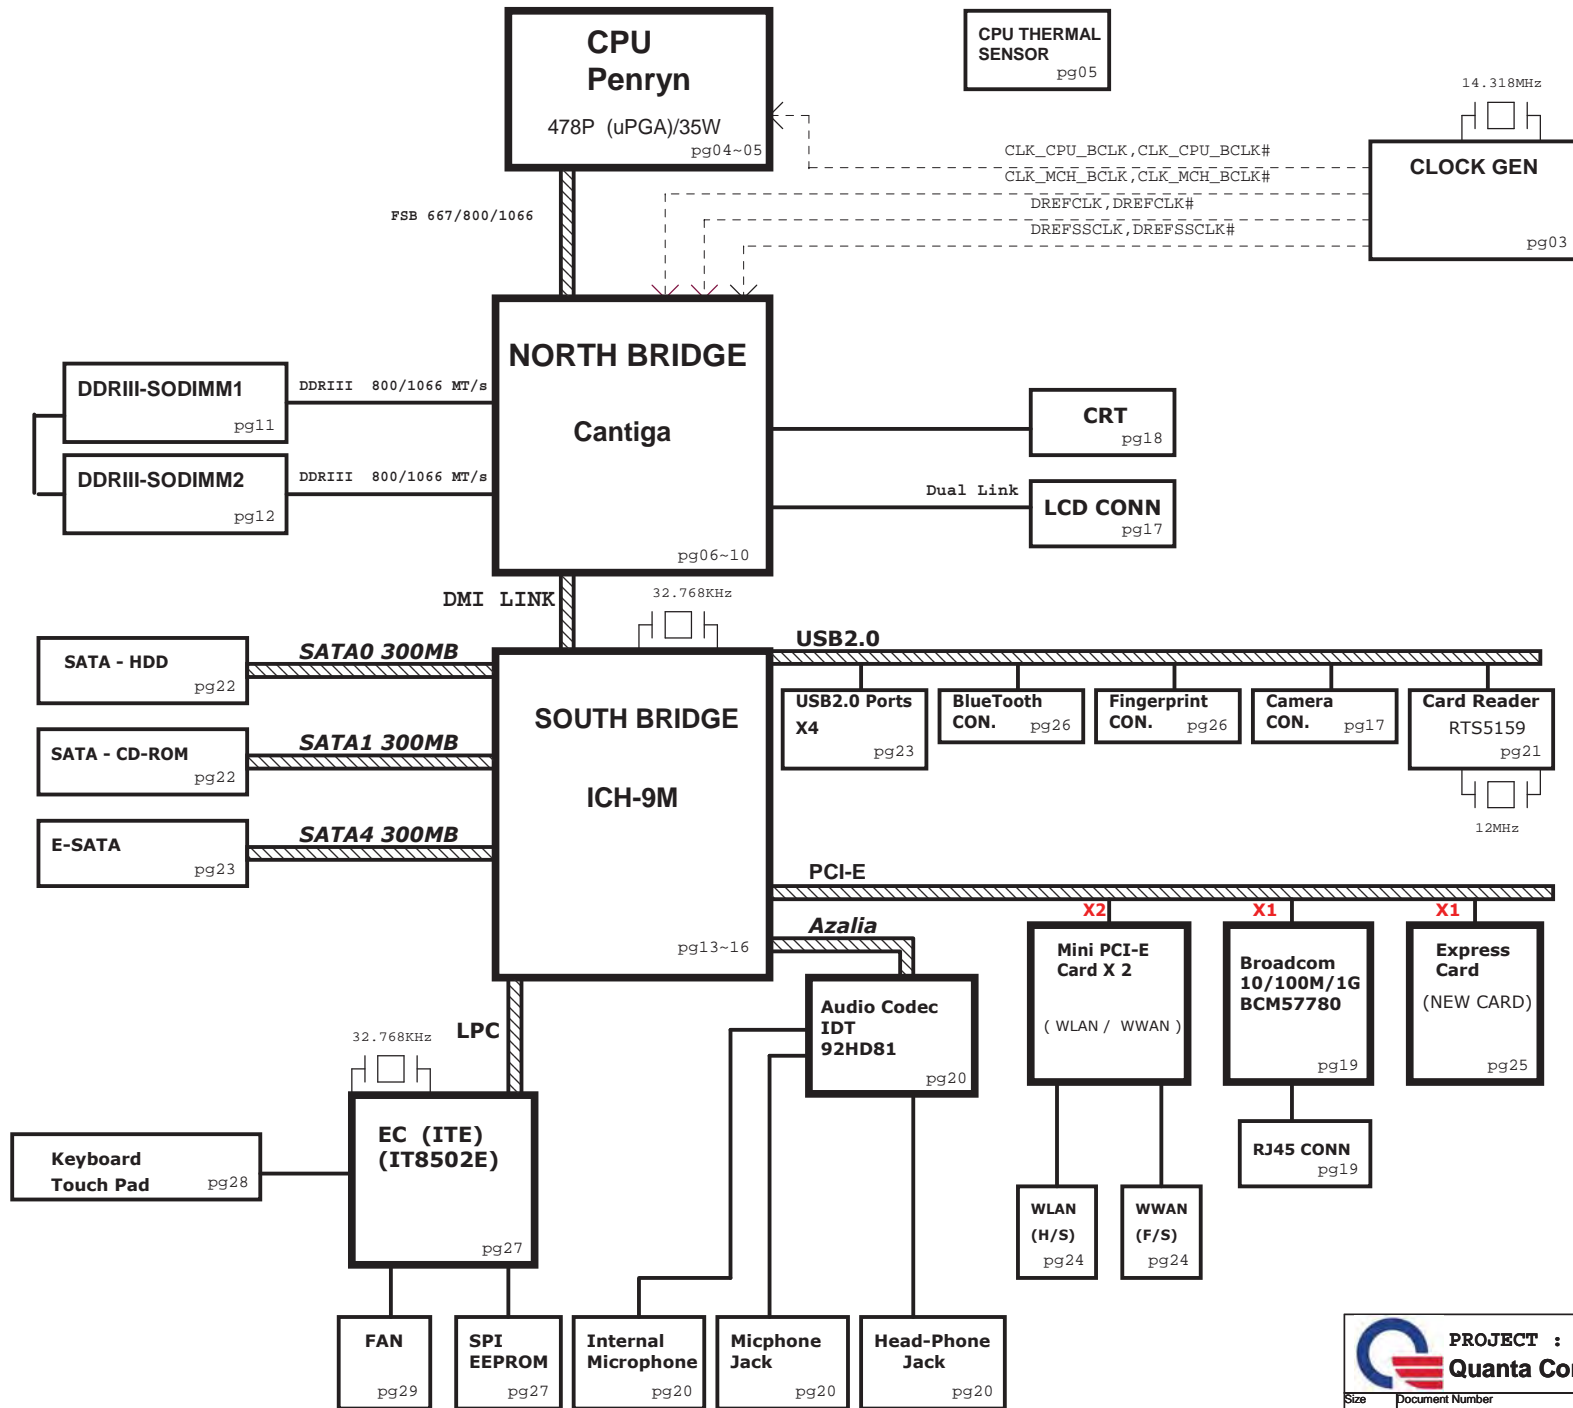 CPU
Penryn
478P (uPGA)/35W
pg04~05
CPU THERMAL
SENSOR
pg05
14.318MHz
CLOCK GEN
pg03
CLK_CPU_BCLK,CLK_CPU_BCLK#
CLK_MCH_BCLK,CLK_MCH_BCLK#
DREFCLK,DREFCLK#
DREFSSCLK,DREFSSCLK#
FSB 667/800/1066
NORTH BRIDGE
Cantiga
pg06~10
DDRIII-SODIMM1
pg11
DDRIII 800/1066 MT/s
DDRIII-SODIMM2
pg12
DDRIII 800/1066 MT/s
CRT
pg18
Dual Link
LCD CONN
pg17
DMI LINK
32.768KHz
SATA - HDD
pg22
SATA0 300MB
SATA - CD-ROM
pg22
SATA1 300MB
E-SATA
pg23
SATA4 300MB
SOUTH BRIDGE
ICH-9M
pg13~16
USB2.0
USB2.0 Ports
X4
pg23
BlueTooth
CON.
pg26
Fingerprint
CON.
pg26
Camera
CON.
pg17
Card Reader
RTS5159
pg21
12MHz
PCI-E
X2
X1
X1
Mini PCI-E
Card X 2
( WLAN / WWAN )
Broadcom
10/100M/1G
BCM57780
pg19
Express
Card
(NEW CARD)
pg25
RJ45 CONN
pg19
WLAN
(H/S)
pg24
WWAN
(F/S)
pg24
Azalia
Audio Codec
IDT
92HD81
pg20
LPC
32.768KHz
EC (ITE)
(IT8502E)
pg27
Keyboard
Touch Pad
pg28
FAN
pg29
SPI
EEPROM
pg27
Internal
Microphone
pg20
Micphone
Jack
pg20
Head-Phone
Jack
pg20
PROJECT :
Quanta Co
Size
Document Number